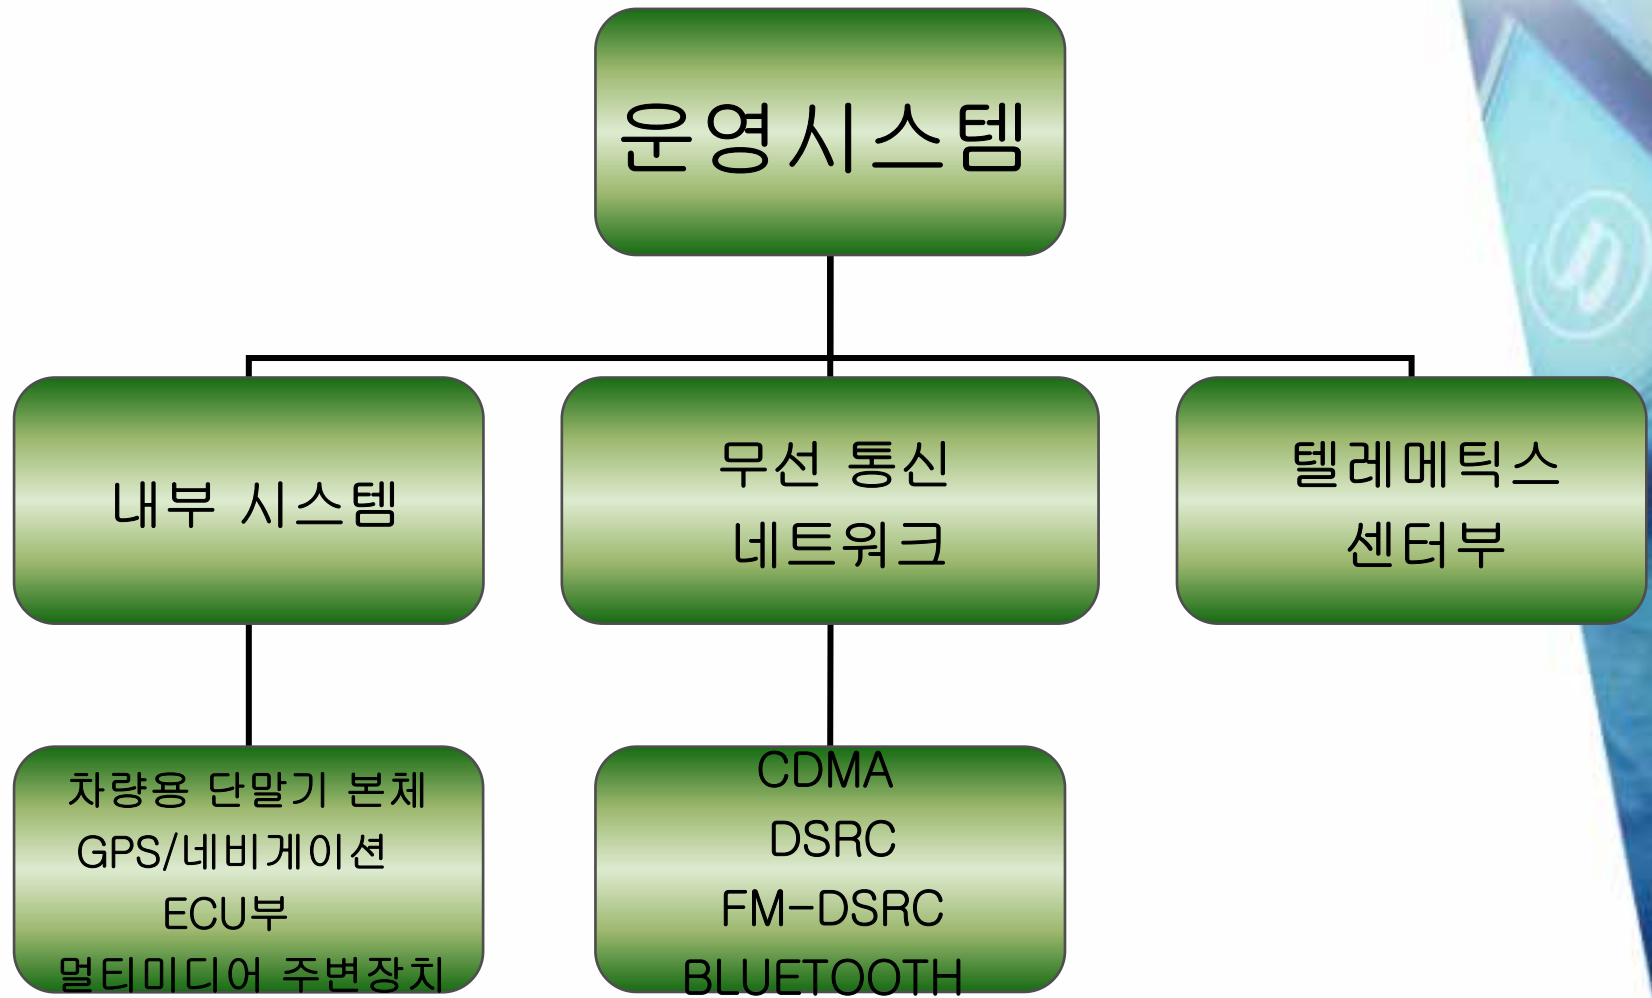 운영시스템
내부 시스템
무선 통신
네트워크
텔레메틱스
센터부
차량용 단말기 본체
GPS/네비게이션
ECU부
멀티미디어 주변장치
CDMA
DSRC
FM-DSRC
BLUETOOTH